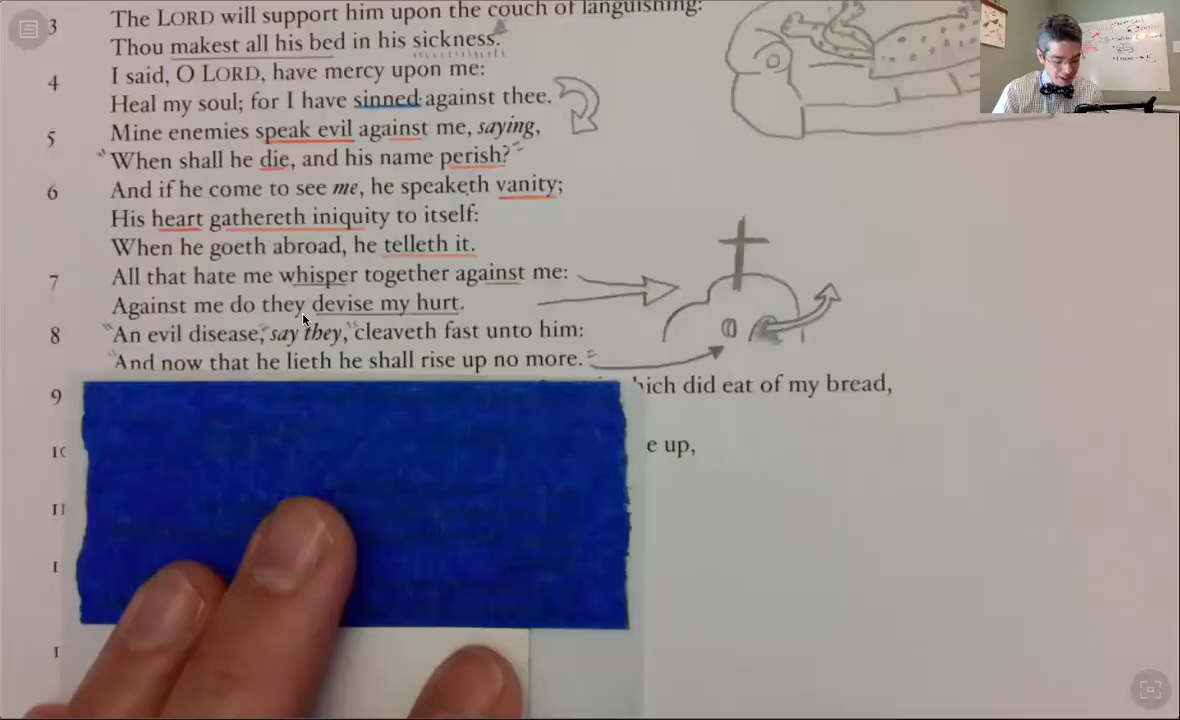 3 The LORD will support him upon the couch of languishing:
Thou makest all his bed in his sickness.
4 I said, O LORD, have mercy upon me:
Heal my soul; for I have sinned against thee.
5 Mine enemies speak evil against me, saying,
"When shall he die, and his name perish?"
6 And if he come to see me, he speaketh vanity;
His heart gathereth iniquity to itself:
When he goeth abroad, he telleth it.
7 All that hate me whisper together against me:
Against me do they devise my hurt.
8 "An evil disease," say they, "cleaveth fast unto him:
"And now that he lieth he shall rise up no more."
9 did eat of my bread,
e up,